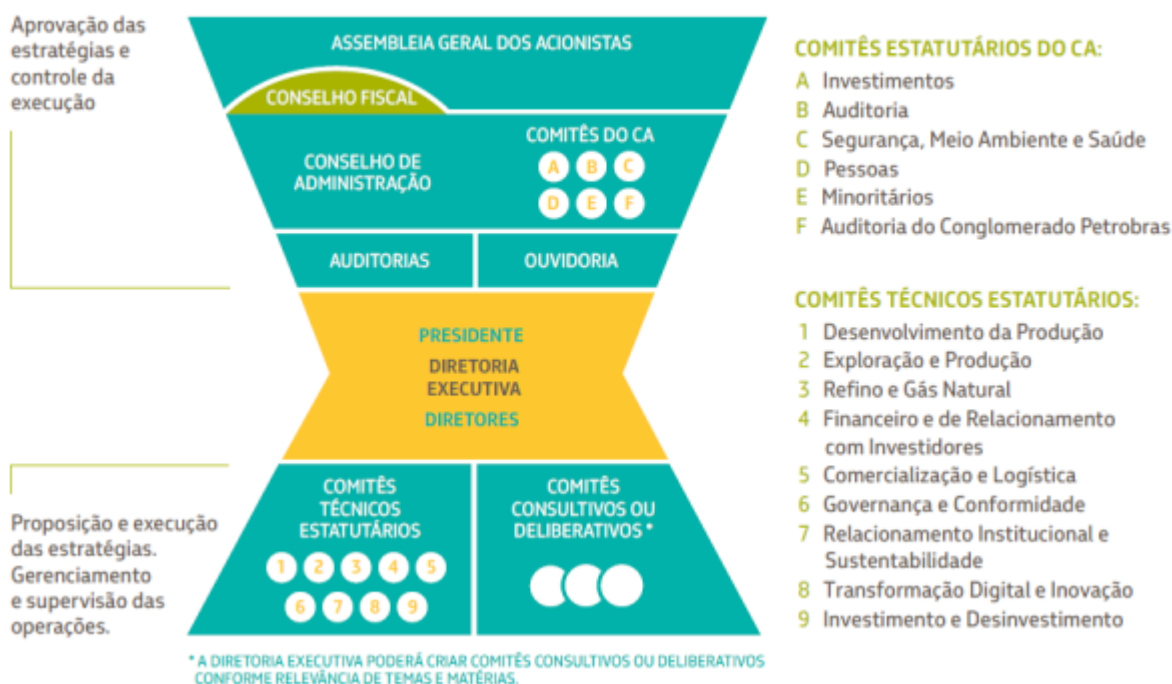 Aprovação das
estratégias e
controle da
execução
ASSEMBLEIA GERAL DOS ACIONISTAS
CONSELHO FISCAL
CONSELHO DE
ADMINISTRAÇÃO
COMITÊS DO CA
A B C
D E F
AUDITORIAS
OUVIDORIA
PRESIDENTE
DIRETORIA
EXECUTIVA
DIRETORES
Proposição e execução
das estratégias.
Gerenciamento
e supervisão das
operações.
COMITÊS
TÉCNICOS
ESTATUTÁRIOS
1 2 3 4 5
6 7 8 9
COMITÊS
CONSULTIVOS OU
DELIBERATIVOS *
* A DIRETORIA EXECUTIVA PODERÁ CRIAR COMITÊS CONSULTIVOS OU DELIBERATIVOS
CONFORME RELEVÂNCIA DE TEMAS E MATÉRIAS.
COMITÊS ESTATUTÁRIOS DO CA:
A Investimentos
B Auditoria
C Segurança, Meio Ambiente e Saúde
D Pessoas
E Minoritários
F Auditoria do Conglomerado Petrobras
COMITÊS TÉCNICOS ESTATUTÁRIOS:
1 Desenvolvimento da Produção
2 Exploração e Produção
3 Refino e Gás Natural
4 Financeiro e de Relacionamento
com Investidores
5 Comercialização e Logística
6 Governança e Conformidade
7 Relacionamento Institucional e
Sustentabilidade
8 Transformação Digital e Inovação
9 Investimento e Desinvestimento